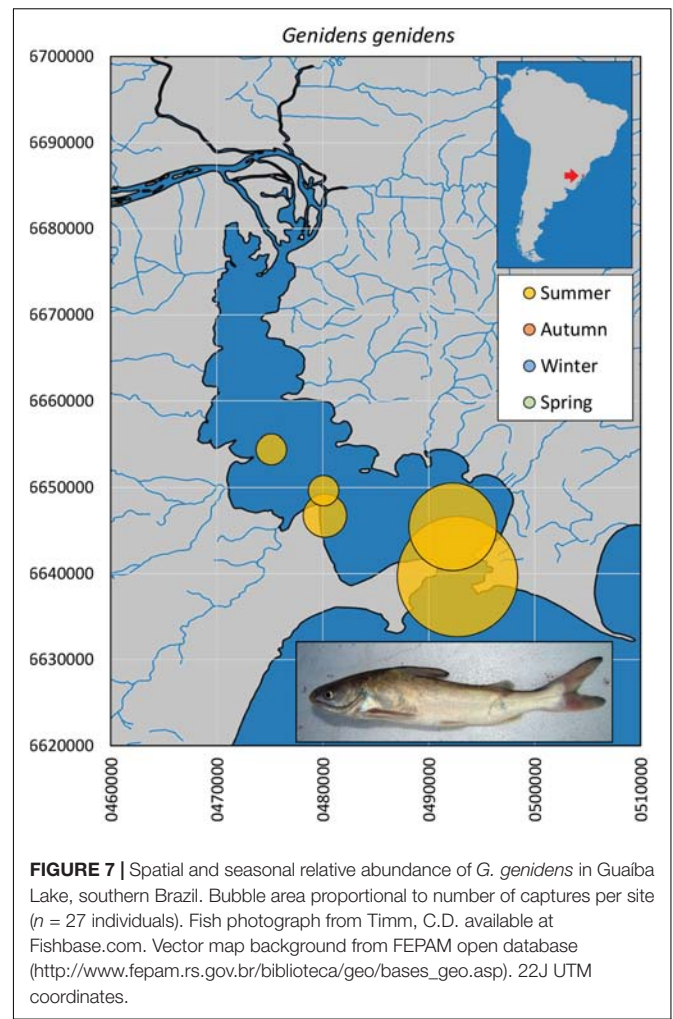 Genidens genidens
6700000
6690000
6680000
6670000
6660000
6650000
6640000
6630000
6620000
Summer
Autumn
Winter
Spring
0460000
0470000
0480000
0490000
0500000
0510000
FIGURE 7 | Spatial and seasonal relative abundance of G. genidens in Guaíba
Lake, southern Brazil. Bubble area proportional to number of captures per site
(n = 27 individuals). Fish photograph from Timm, C.D. available at
Fishbase.com. Vector map background from FEPAM open database
(http://www.fepam.rs.gov.br/biblioteca/geo/bases_geo.asp). 22J UTM
coordinates.